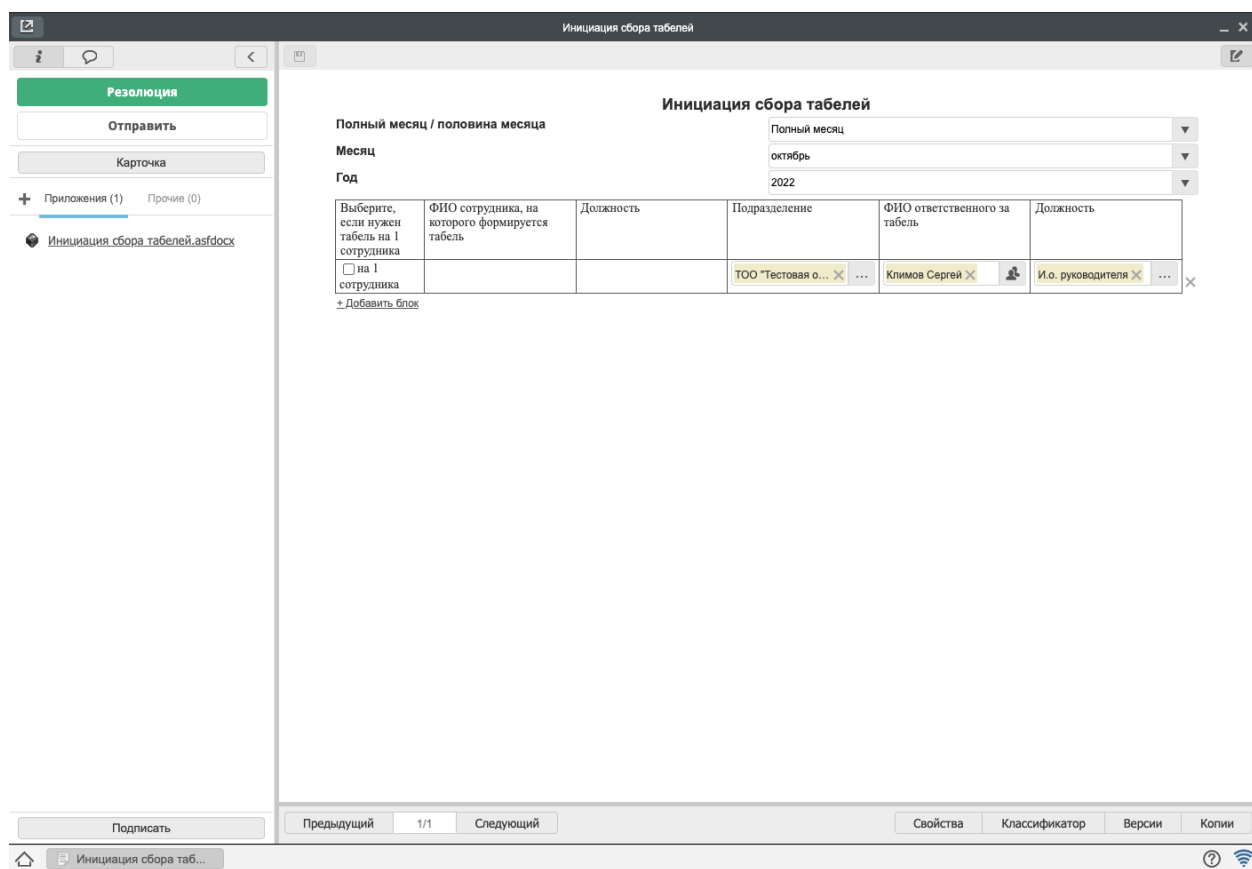 Инициация сбора табелей
Резолюция
Отправить
Карточка
Приложения (1) Прочие (0)
Инициация сбора табелей.asfdocx
Подписать
Инициация сбора табелей
Полный месяц / половина месяца
Полный месяц
Месяц
октябрь
Год
2022
Выберите,
если нужен
табель на 1
сотрудника
ФИО сотрудника, на
которого формируется
табель
Должность
Подразделение
ФИО ответственного за
табель
Должность
на 1
сотрудника
ТОО "Тестовая о... ...
Климов Сергей
И.о. руководителя ...
+ Добавить блок
Предыдущий 1/1 Следующий
Свойства Классификатор Версии Копии
Инициация сбора таб...